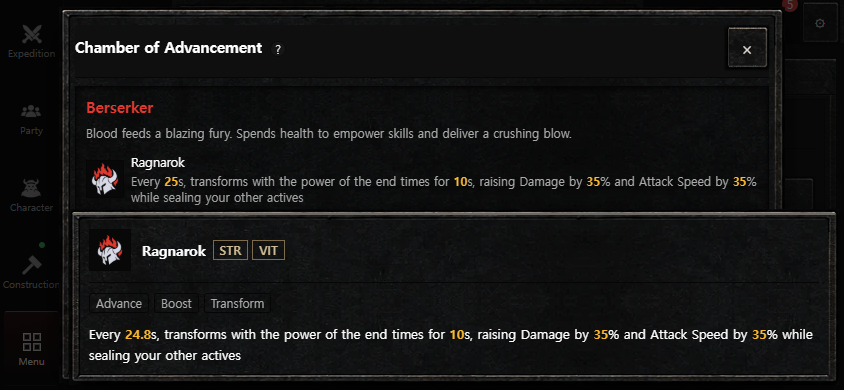 5
Chamber of Advancement ?
×
Expedition
Party
Character
Construction
Menu
Berserker
Blood feeds a blazing fury. Spends health to empower skills and deliver a crushing blow.
Ragnarok
Every 25s, transforms with the power of the end times for 10s, raising Damage by 35% and Attack Speed by 35%
while sealing your other actives
Ragnarok STR VIT
Advance Boost Transform
Every 24.8s, transforms with the power of the end times for 10s, raising Damage by 35% and Attack Speed by 35% while
sealing your other actives